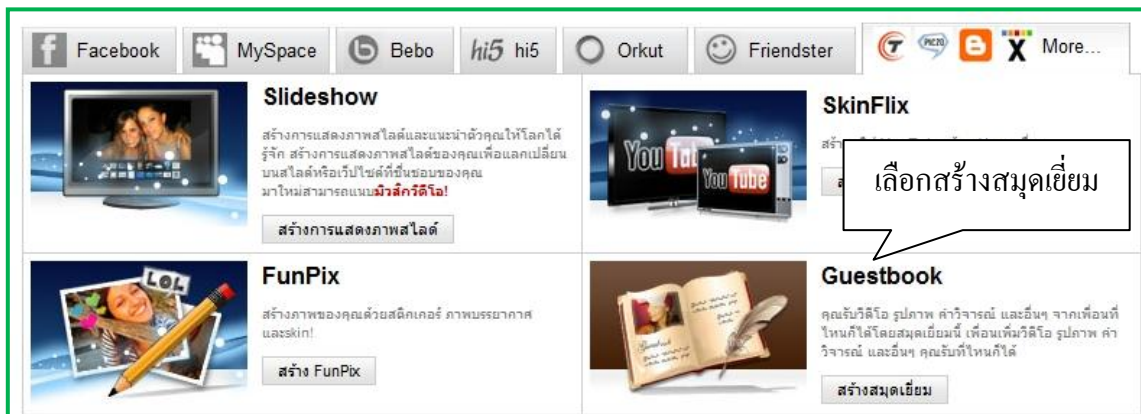 Facebook MySpace Bebo hi5 hi5 Orkut Friendster More...
Slideshow
สร้างการแสดงภาพสไลด์และแนะนำตัวคุณให้โลกได้
รู้จัก สร้างการแสดงภาพสไลด์ของคุณเพื่อแลกเปลี่ยน
บนสไลด์หรือเว็ปไซต์ที่ชื่นชอบของคุณ
มาใหม่สามารถแนบมิวสิ๊กวีดีโอ!
สร้างการแสดงภาพสไลด์
You Tube
You Tube
SkinFlix
เลือกสร้างสมุดเยี่ยม
LOL
FunPix
สร้างภาพของคุณด้วยสติกเกอร์ ภาพบรรยากาศ
และskin!
สร้าง FunPix
Guestbook
คุณรับวิดีโอ รูปภาพ คำวิจารณ์ และอื่นๆ จากเพื่อนที่
ไหนก็ได้โดยสมุดเยี่ยมนี้ เพื่อนเพิ่มวิดีโอ รูปภาพ คำ
วิจารณ์ และอื่นๆ คุณรับที่ไหนก็ได้
สร้างสมุดเยี่ยม